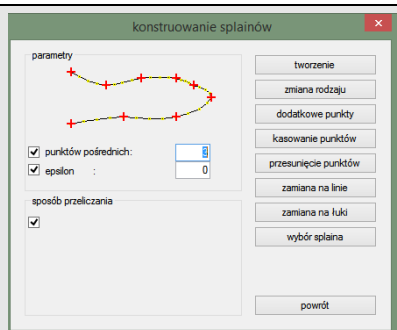 konstruowanie splainów
parametry
punktów pośrednich:
epsilon : 0
sposób przeliczania
tworzenie
zmiana rodzaju
dodatkowe punkty
kasowanie punktów
przesunięcie punktów
zamiana na linie
zamiana na łuki
wybór splaina
powrót